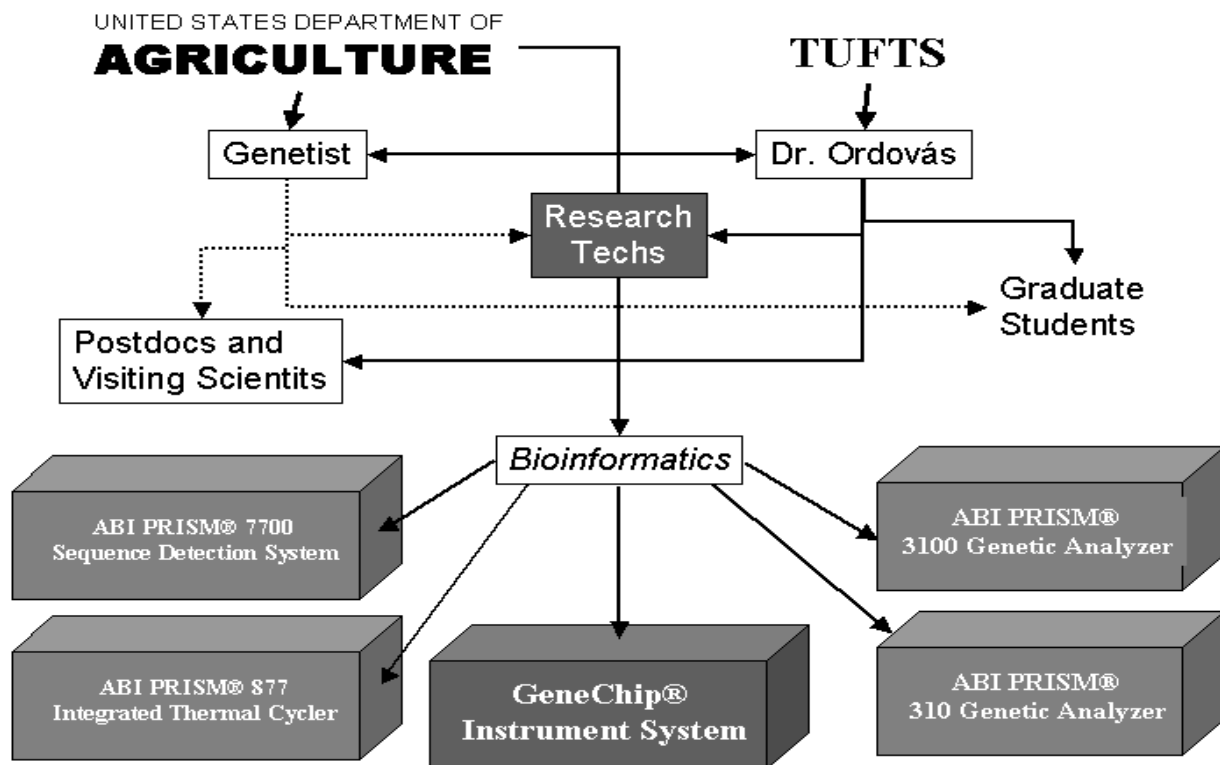 UNITED STATES DEPARTMENT OF
AGRICULTURE
TUFTS
Genetist
Dr. Ordovás
Research
Techs
Graduate
Students
Postdocs and
Visiting Scientits
Bioinformatics
ABI PRISM® 7700
Sequence Detection System
ABI PRISM®
3100 Genetic Analyzer
ABI PRISM® 877
Integrated Thermal Cycler
GeneChip®
Instrument System
ABI PRISM®
310 Genetic Analyzer